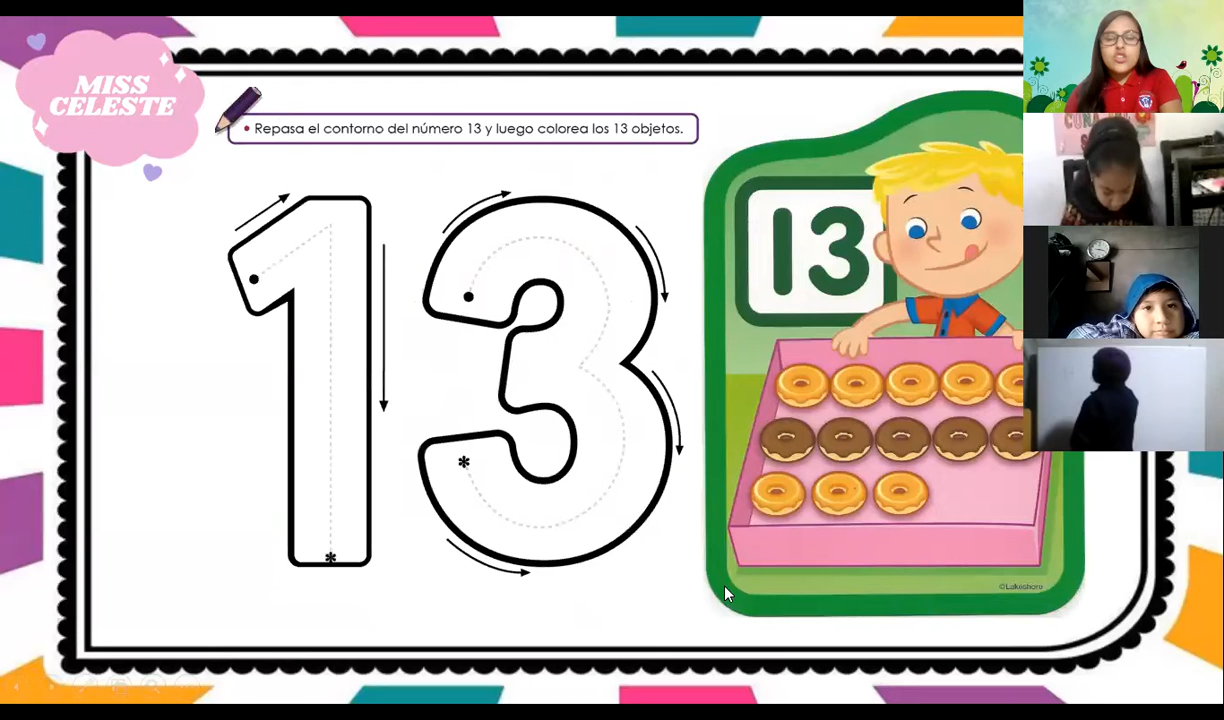 MISS
CELESTE
• Repasa el contorno del número 13 y luego colorea los 13 objetos.
13
13
©Lakeshore